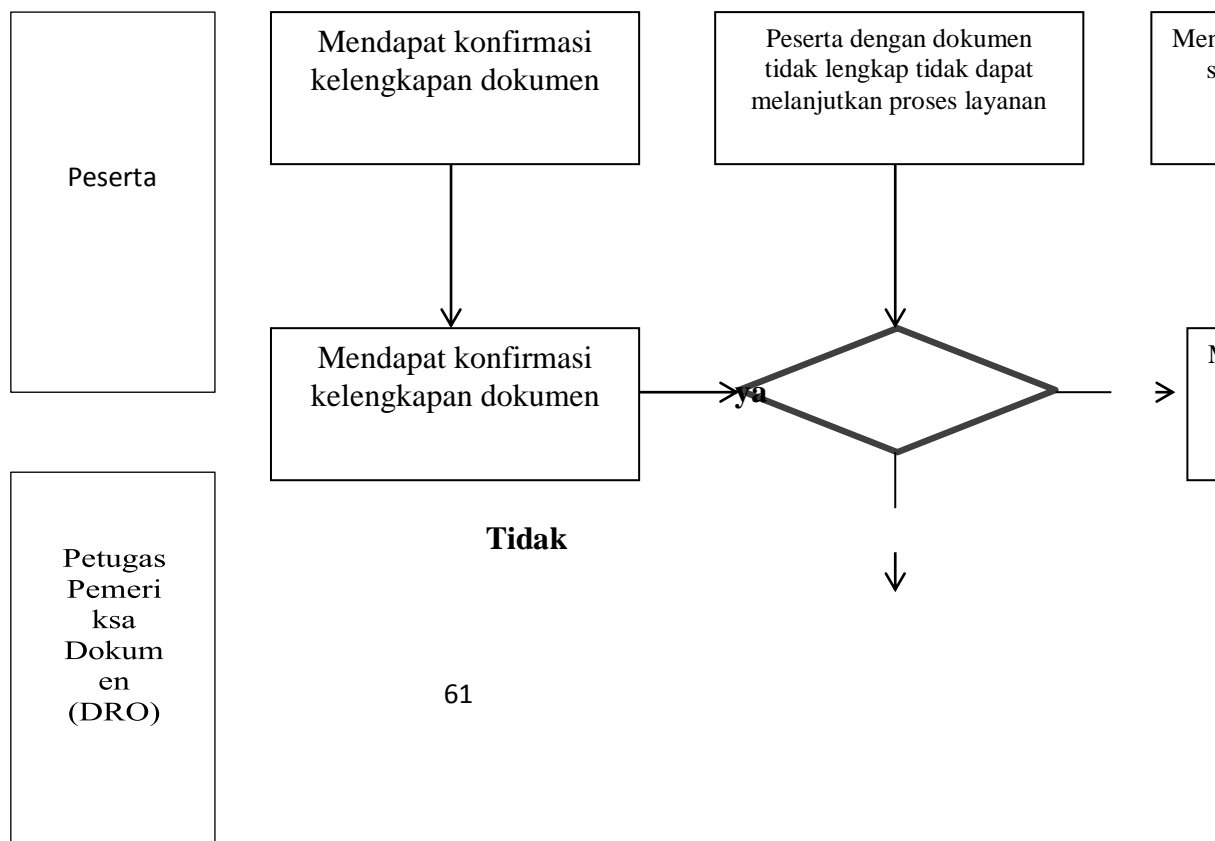 Peserta
Mendapat konfirmasi
kelengkapan dokumen
Peserta dengan dokumen
tidak lengkap tidak dapat
melanjutkan proses layanan
Mendapat konfirmasi
kelengkapan dokumen
ya
Tidak
Petugas
Pemeri
ksa
Dokum
en
(DRO)
61